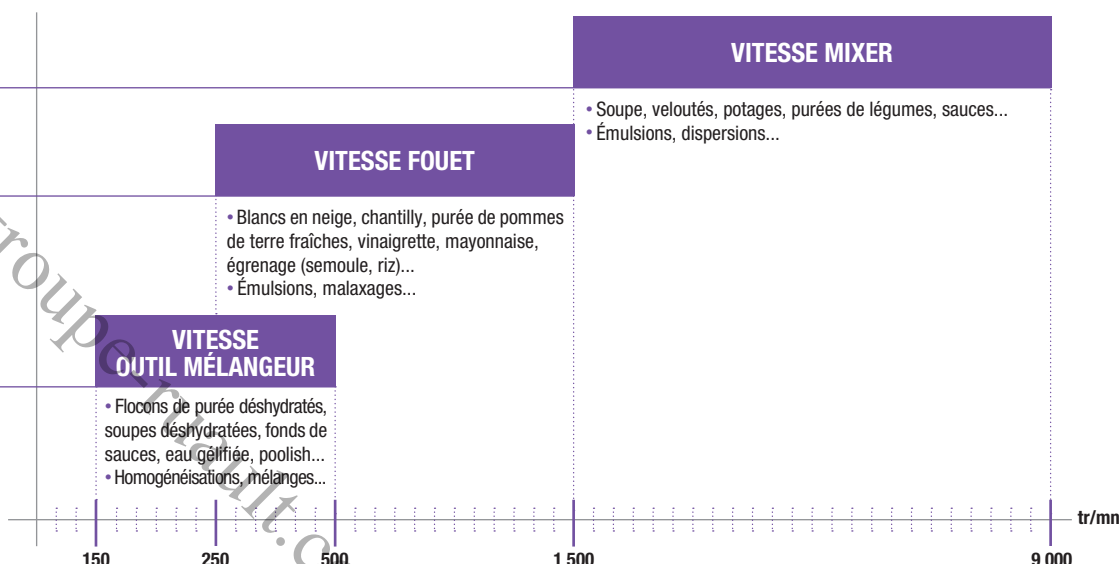 VITESSE MIXER
• Soupe, veloutés, potages, purées de légumes, sauces...
• Émulsions, dispersions...
VITESSE FOUET
• Blancs en neige, chantilly, purée de pommes
de terre fraîches, vinaigrette, mayonnaise,
égrenage (semoule, riz)...
• Émulsions, malaxages...
VITESSE
OUTIL MÉLANGEUR
• Flocons de purée déshydratés,
soupes déshydratées, fonds de
sauces, eau gélifiée, poolish...
• Homogénéisations, mélanges...
tr/mn
150 250 500 1 500 9 000
roupe-ruault.c